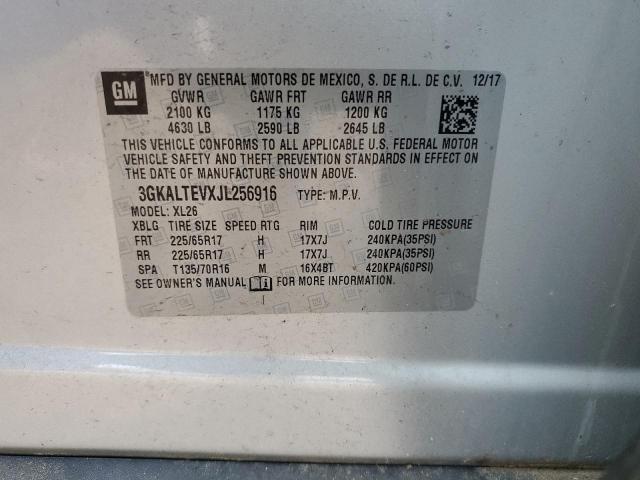 GM MFD BY GENERAL MOTORS DE MEXICO, S. DE R.L. DE C.V. 12/17
GVWR GAWR FRT GAWR RR
2100 KG 1175 KG 1200 KG
4630 LB 2590 LB 2645 LB
THIS VEHICLE CONFORMS TO ALL APPLICABLE U.S. FEDERAL MOTOR
VEHICLE SAFETY AND THEFT PREVENTION STANDARDS IN EFFECT ON
THE DATE OF MANUFACTURE SHOWN ABOVE.
3GKALTEVXJL256916 TYPE: M.P.V.
MODEL: XL26
XBLG TIRE SIZE SPEED RTG RIM COLD TIRE PRESSURE
FRT 225/65R17 H 17X7J 240KPA(35PSI)
RR 225/65R17 H 17X7J 240KPA(35PSI)
SPA T135/70R16 M 16X4BT 420KPA(60PSI)
SEE OWNER'S MANUAL FOR MORE INFORMATION.